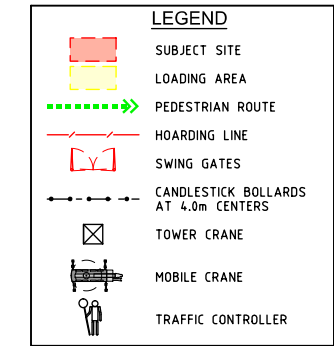 LEGEND
SUBJECT SITE
LOADING AREA
PEDESTRIAN ROUTE
HOARDING LINE
SWING GATES
CANDLESTICK BOLLARDS
AT 4.0m CENTERS
TOWER CRANE
MOBILE CRANE
TRAFFIC CONTROLLER